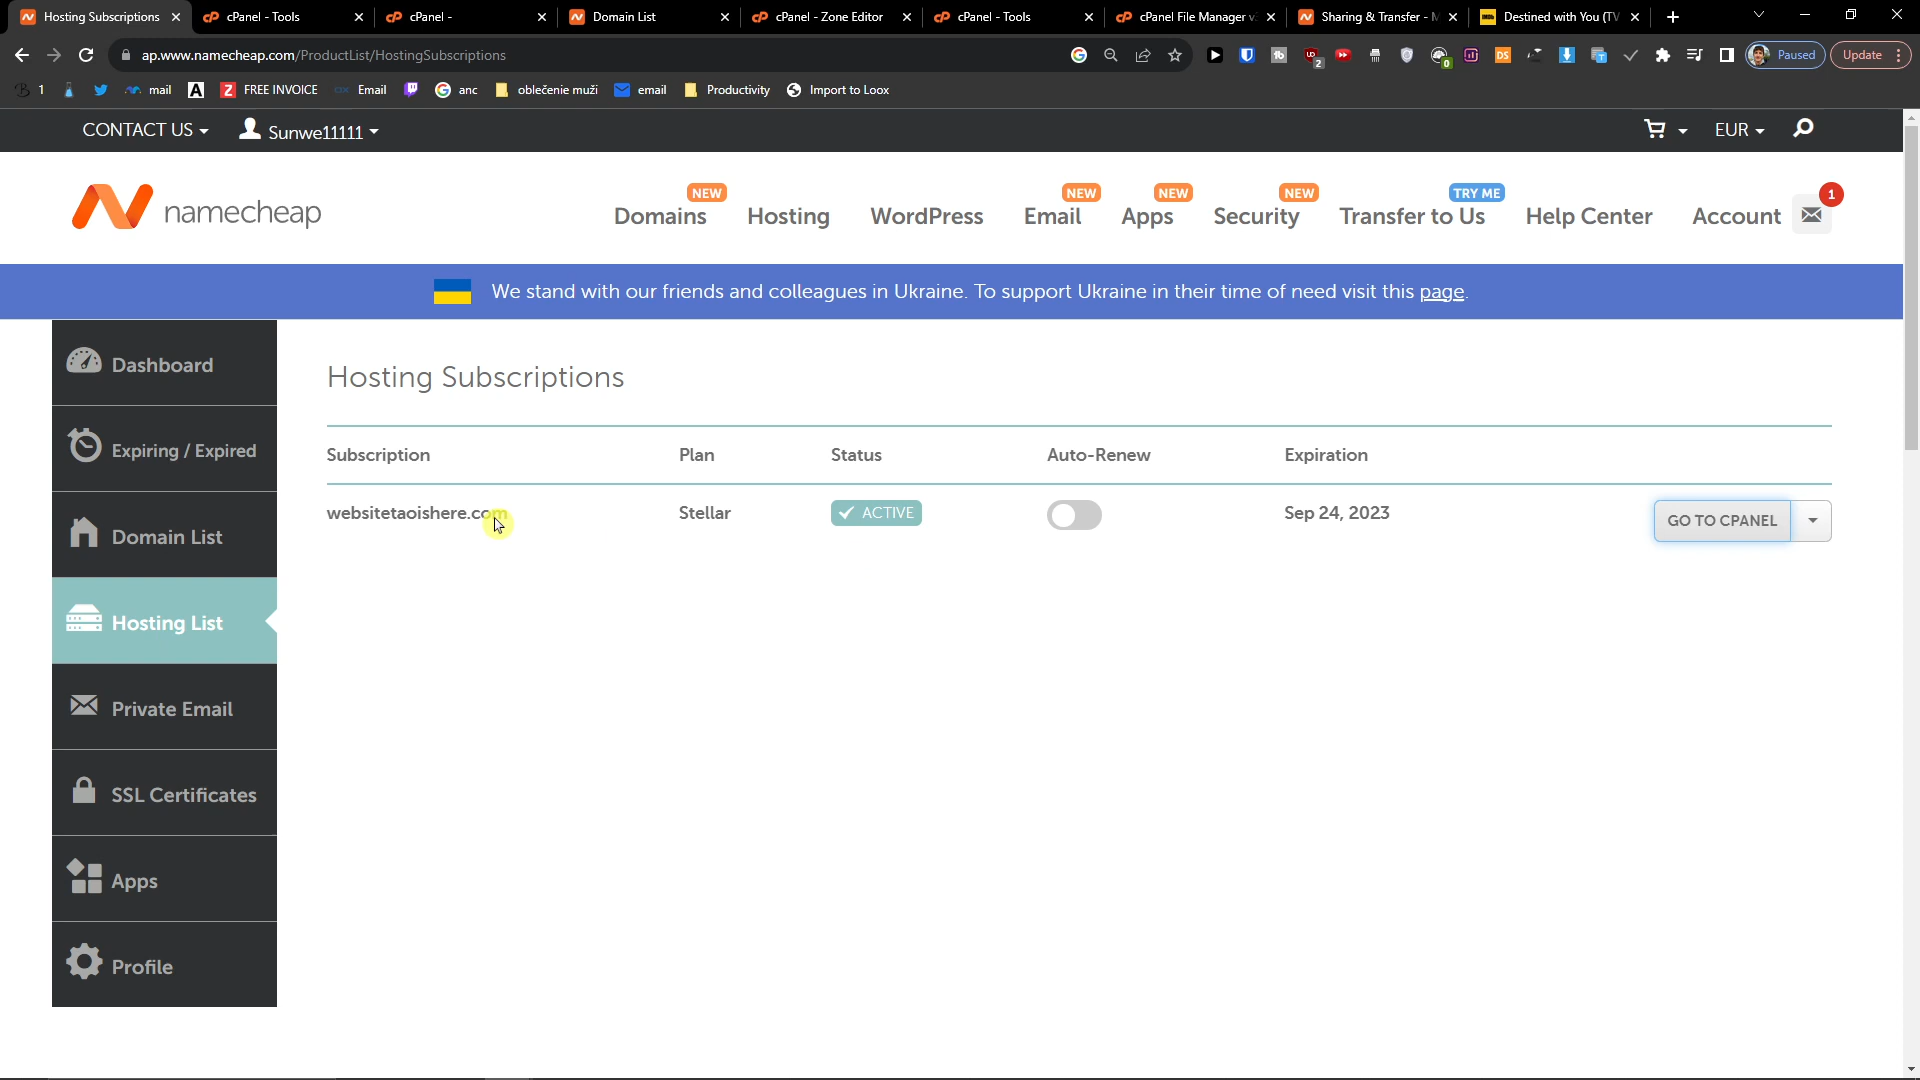 Hosting Subscriptions
cPanel - Tools
cPanel -
Domain List
cPanel - Zone Editor
cPanel - Tools
cPanel File Manager v
Sharing & Transfer -
Destined with You (TV
ap.www.namecheap.com/ProductList/HostingSubscriptions
Paused
Update
1
mail
FREE INVOICE
Email
anc
oblečenie muži
email
Productivity
Import to Loox
CONTACT US
Sunwe11111
EUR
namecheap
NEW
Domains
Hosting
WordPress
NEW
Email
NEW
Apps
NEW
Security
TRY ME
Transfer to Us
Help Center
Account
1
We stand with our friends and colleagues in Ukraine. To support Ukraine in their time of need visit this page.
Dashboard
Expiring / Expired
Domain List
Hosting List
Private Email
SSL Certificates
Apps
Profile
Hosting Subscriptions
Subscription Plan Status Auto-Renew Expiration
websitetaoishere.com Stellar ACTIVE Sep 24, 2023 GO TO CPANEL